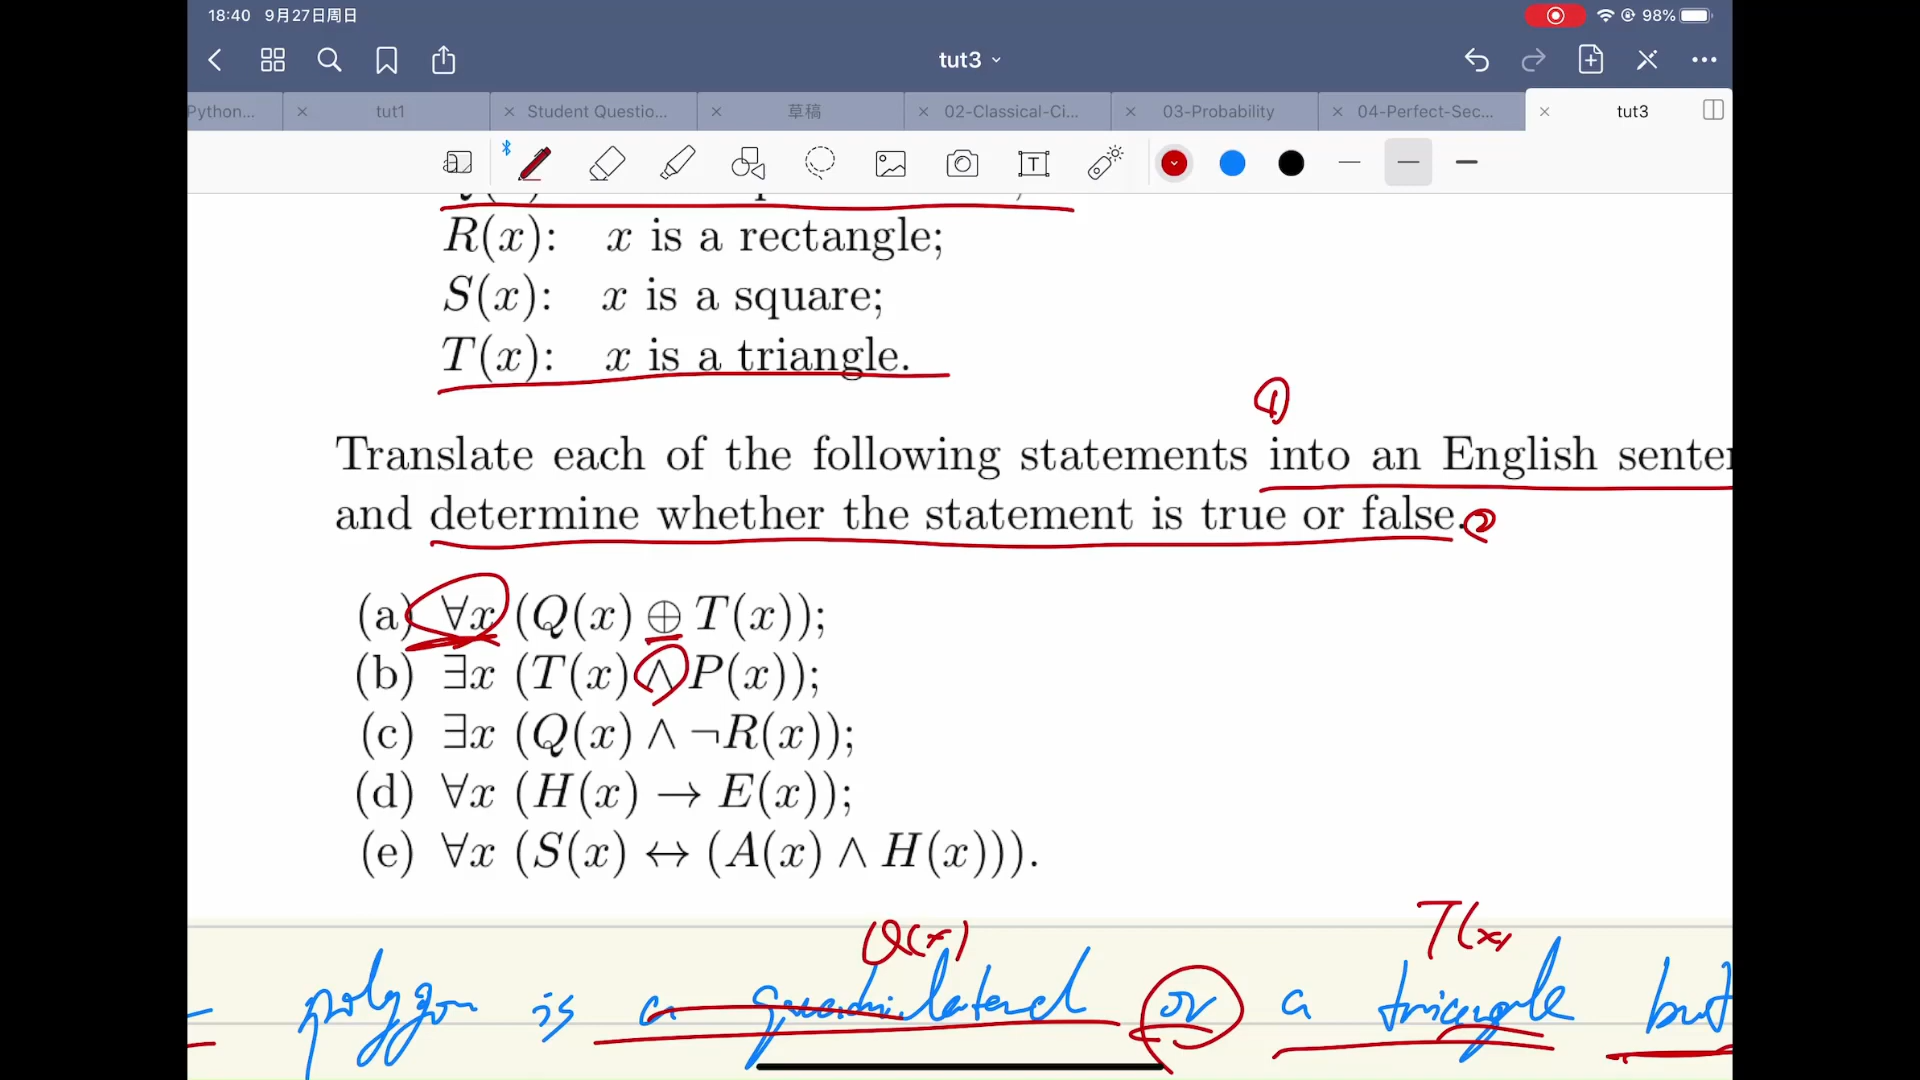 18:40 9月27日周日 98%
tut3
Python... tut1 Student Questio... 草稿 02-Classical-Ci... 03-Probability 04-Perfect-Sec... tut3
R(x): x is a rectangle;
S(x): x is a square;
T(x): x is a triangle.
①
Translate each of the following statements into an English senten
and determine whether the statement is true or false. ②
(a) ∀x (Q(x) ⊕ T(x));
(b) ∃x (T(x) ∧ P(x));
(c) ∃x (Q(x) ∧ ¬R(x));
(d) ∀x (H(x) → E(x));
(e) ∀x (S(x) ↔ (A(x) ∧ H(x))).
Q(x) T(x)
polygon is a quadrilateral or a triangle but